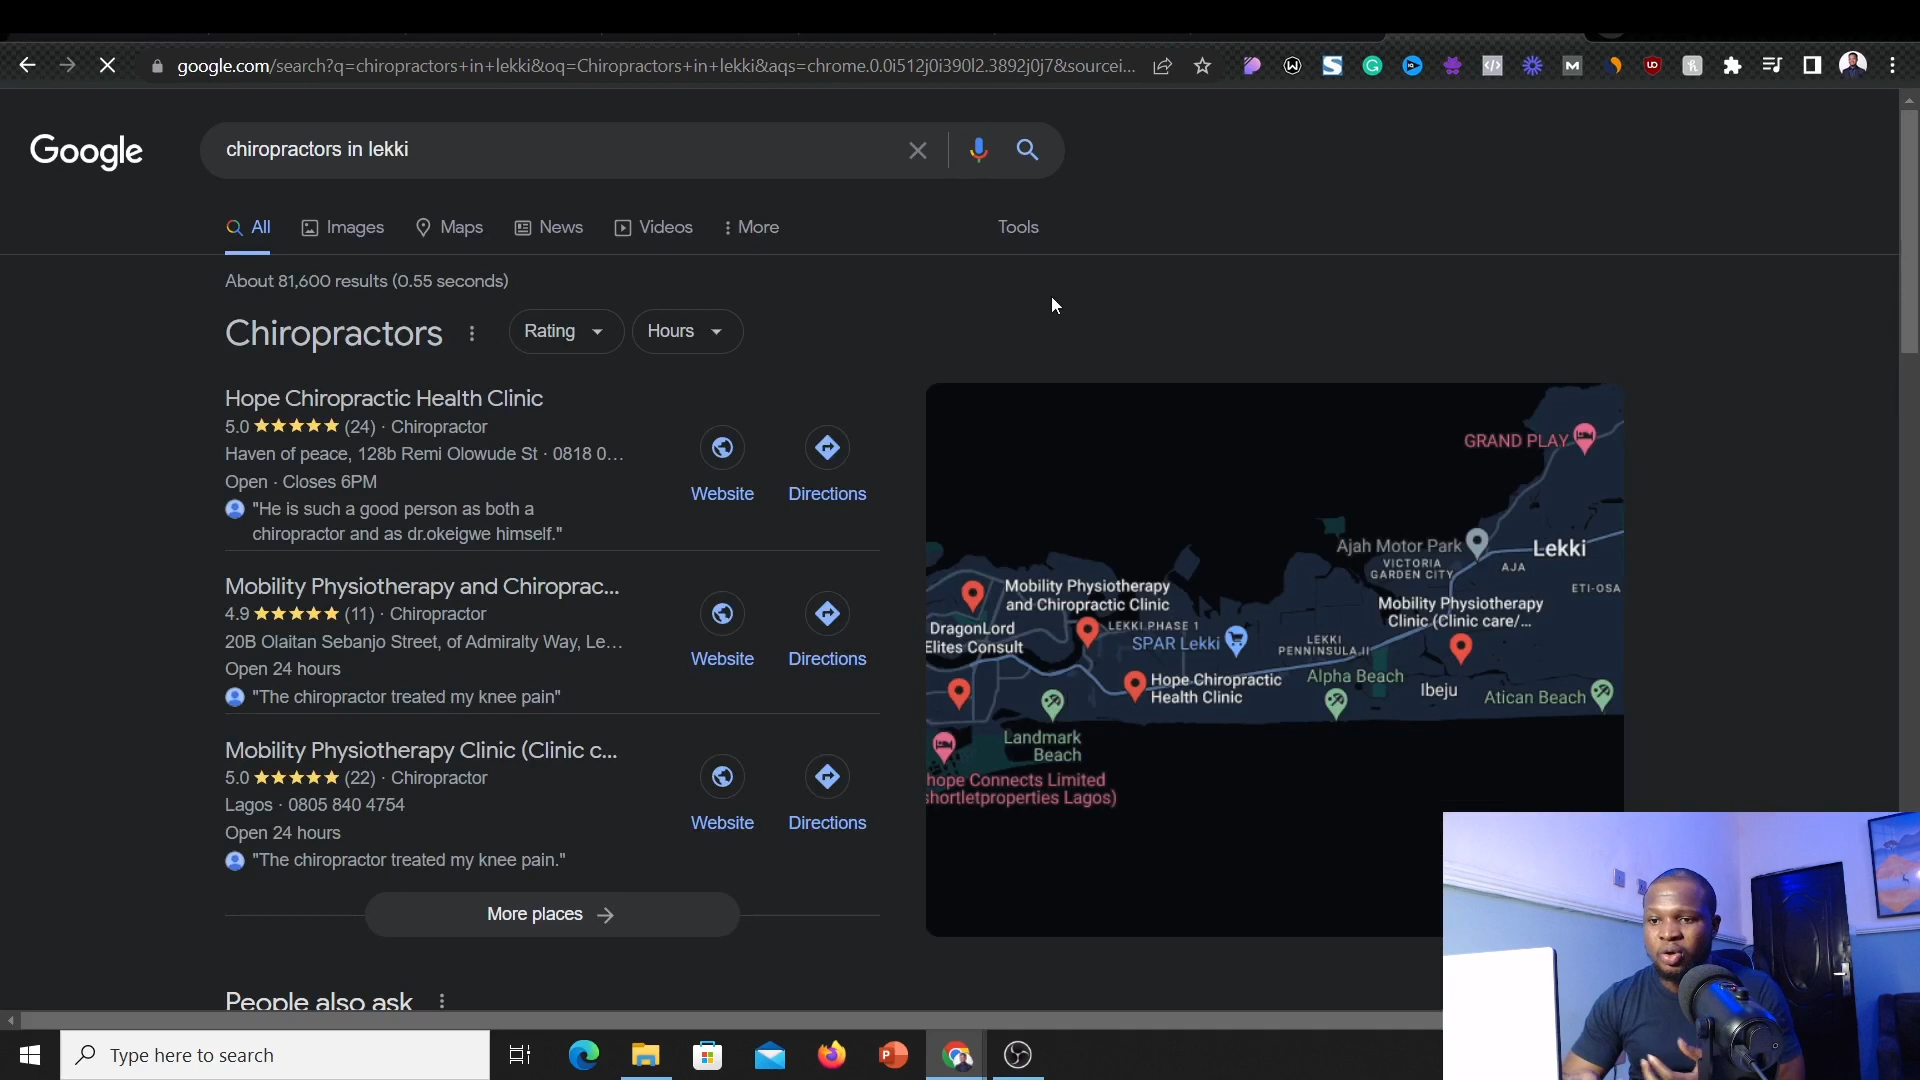 google.com/search?q=chiropractors+in+lekki&oq=Chiropractors+in+lekki&aqs=chrome.0.0i512j0i390l2.3892j0j7&sourcei...
Google
chiropractors in lekki
All
Images
Maps
News
Videos
More
Tools
About 81,600 results (0.55 seconds)
Chiropractors
Rating
Hours
Hope Chiropractic Health Clinic
5.0 (24) · Chiropractor
Haven of peace, 128b Remi Olowude St · 0818 0...
Open · Closes 6PM
"He is such a good person as both a
chiropractor and as dr.okeigwe himself."
Website
Directions
Mobility Physiotherapy and Chiroprac...
4.9 (11) · Chiropractor
20B Olaitan Sebanjo Street, of Admiralty Way, Le...
Open 24 hours
"The chiropractor treated my knee pain"
Website
Directions
Mobility Physiotherapy Clinic (Clinic c...
5.0 (22) · Chiropractor
Lagos · 0805 840 4754
Open 24 hours
"The chiropractor treated my knee pain."
Website
Directions
More places
People also ask
GRAND PLAY
Ajah Motor Park
Lekki
VICTORIA
GARDEN CITY
AJA
ETI-OSA
Mobility Physiotherapy
and Chiropractic Clinic
Mobility Physiotherapy
Clinic (Clinic care/...
LEKKI PHASE 1
DragonLord
Elites Consult
SPAR Lekki
LEKKI
PENNINSULA II
Hope Chiropractic
Health Clinic
Alpha Beach
Ibeju
Atican Beach
Landmark
Beach
hope Connects Limited
shortletproperties Lagos)
Type here to search